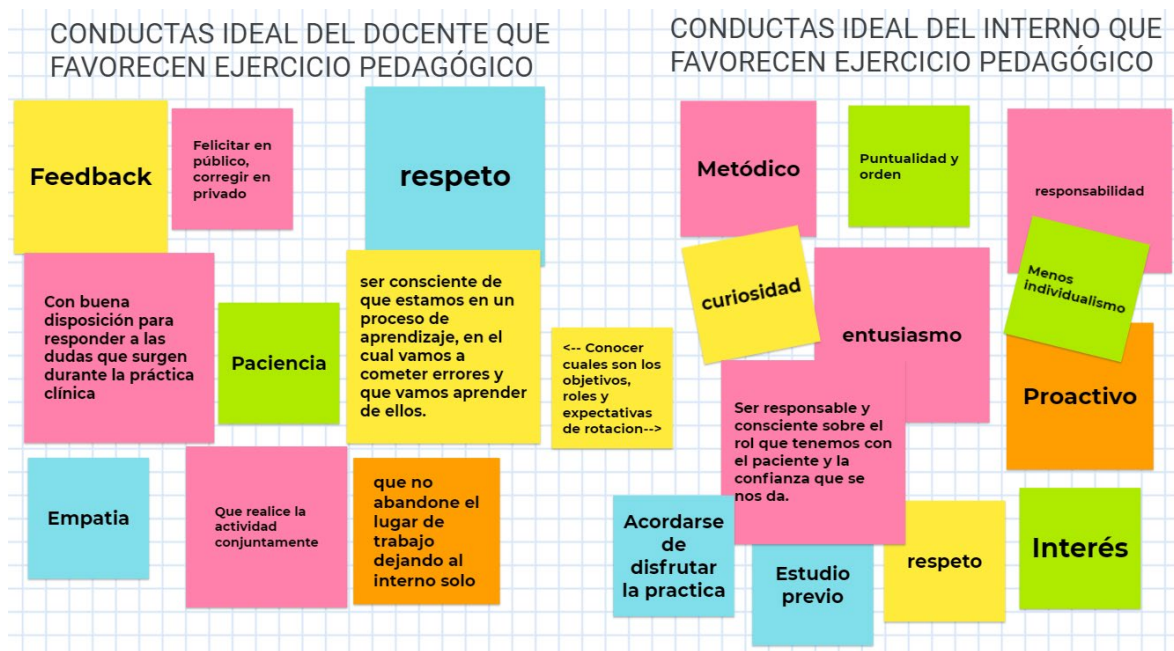 CONDUCTAS IDEAL DEL DOCENTE QUE
FAVORECEN EJERCICIO PEDAGÓGICO
Feedback
Felicitar en
público,
corregir en
privado
respeto
Con buena
disposición para
responder a las
dudas que surgen
durante la práctica
clínica
Paciencia
ser consciente de
que estamos en un
proceso de
aprendizaje, en el
cual vamos a
cometer errores y
que vamos aprender
de ellos.
Empatia
Que realice la
actividad
conjuntamente
que no
abandone el
lugar de
trabajo
dejando al
interno solo
<-- Conocer
cuales son los
objetivos,
roles y
expectativas
de rotacion-->
CONDUCTAS IDEAL DEL INTERNO QUE
FAVORECEN EJERCICIO PEDAGÓGICO
Metódico
Puntualidad y
orden
responsabilidad
curiosidad
entusiasmo
Menos
individualismo
Proactivo
Ser responsable y
consciente sobre el
rol que tenemos con
el paciente y la
confianza que se
nos da.
Acordarse
de
disfrutar
la practica
Estudio
previo
respeto
Interés